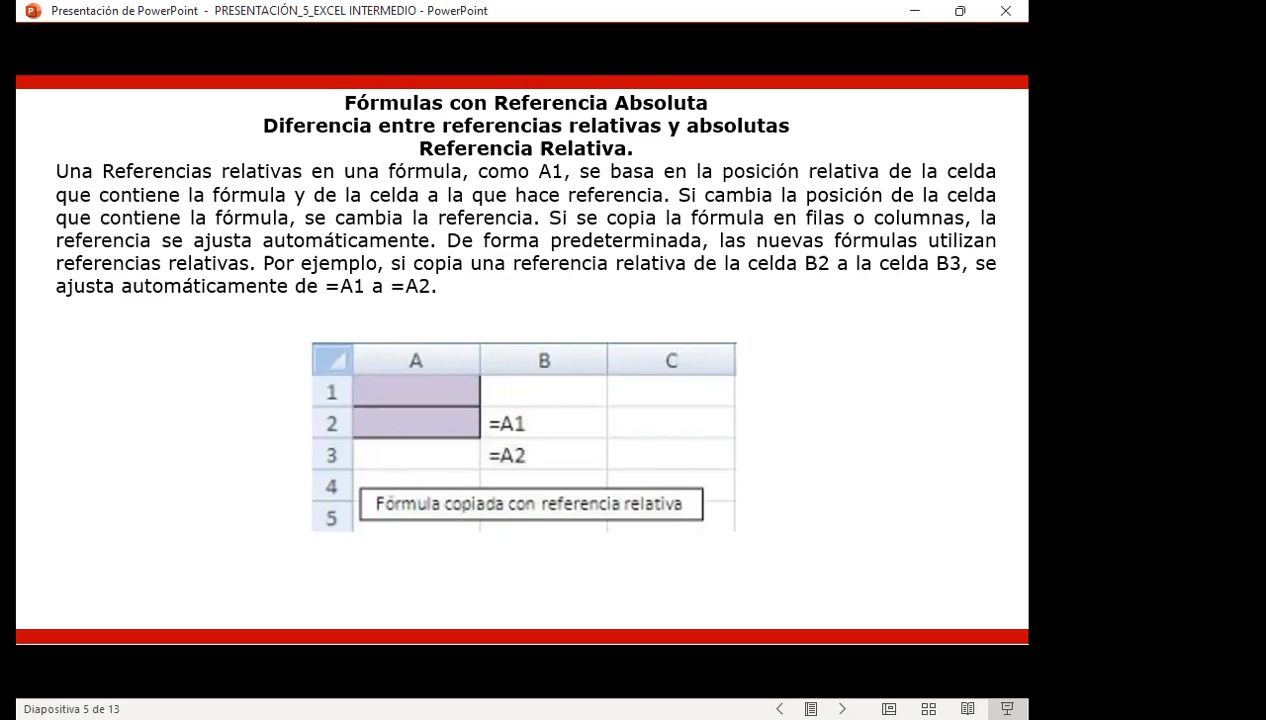 Presentación de PowerPoint - PRESENTACIÓN_5_EXCEL INTERMEDIO - PowerPoint
Fórmulas con Referencia Absoluta
Diferencia entre referencias relativas y absolutas
Referencia Relativa.
Una Referencias relativas en una fórmula, como A1, se basa en la posición relativa de la celda
que contiene la fórmula y de la celda a la que hace referencia. Si cambia la posición de la celda
que contiene la fórmula, se cambia la referencia. Si se copia la fórmula en filas o columnas, la
referencia se ajusta automáticamente. De forma predeterminada, las nuevas fórmulas utilizan
referencias relativas. Por ejemplo, si copia una referencia relativa de la celda B2 a la celda B3, se
ajusta automáticamente de =A1 a =A2.
A B C
1
2 =A1
3 =A2
4
Fórmula copiada con referencia relativa
5
Diapositiva 5 de 13